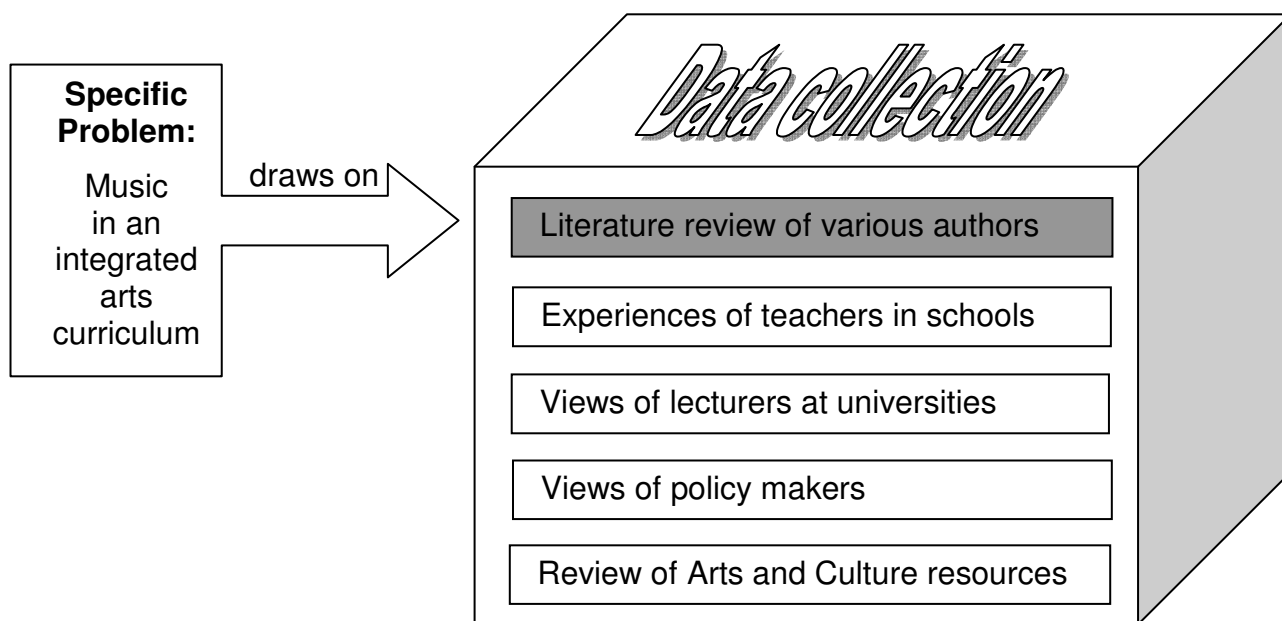 Data collection
Specific
Problem:
Music
in an
integrated
arts
curriculum
draws on
Literature review of various authors
Experiences of teachers in schools
Views of lecturers at universities
Views of policy makers
Review of Arts and Culture resources